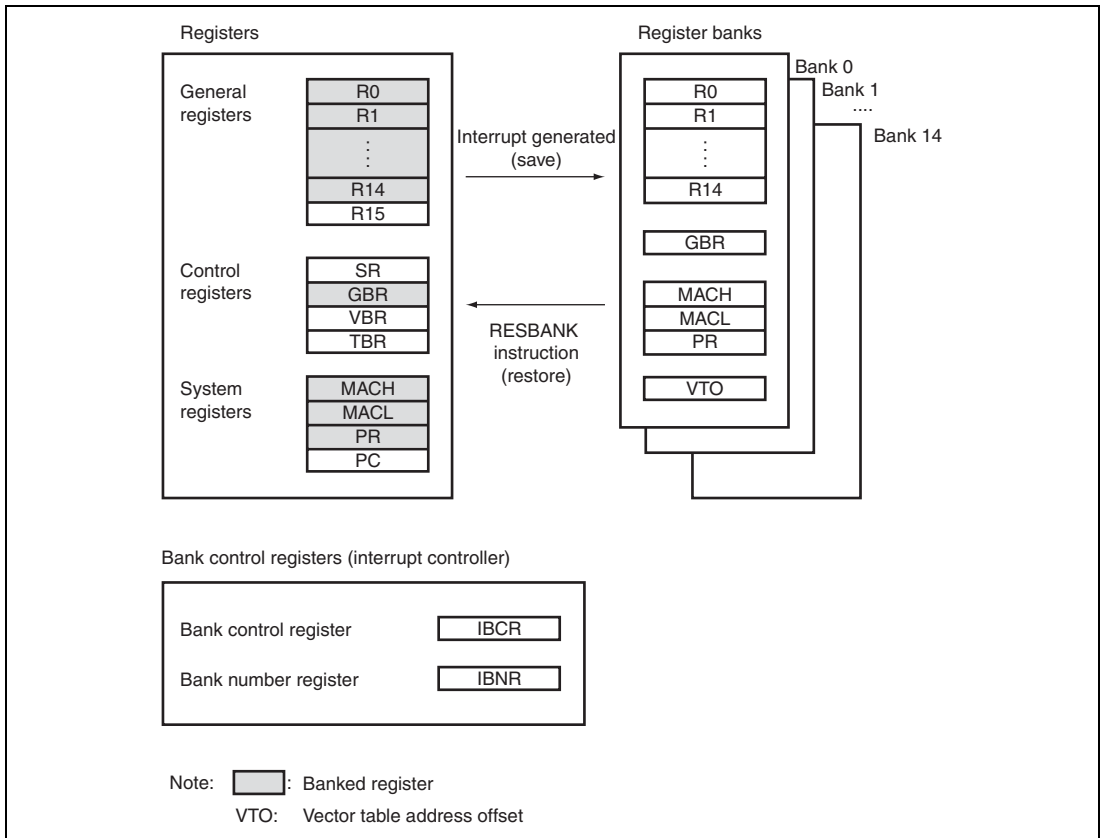 Registers
General
registers
R0
R1
R14
R15
Control
registers
SR
GBR
VBR
TBR
System
registers
MACH
MACL
PR
PC
Interrupt generated
(save)
RESBANK
instruction
(restore)
Register banks
Bank 0
Bank 1
....
Bank 14
R0
R1
R14
GBR
MACH
MACL
PR
VTO
Bank control registers (interrupt controller)
Bank control register IBCR
Bank number register IBNR
Note: : Banked register
VTO: Vector table address offset